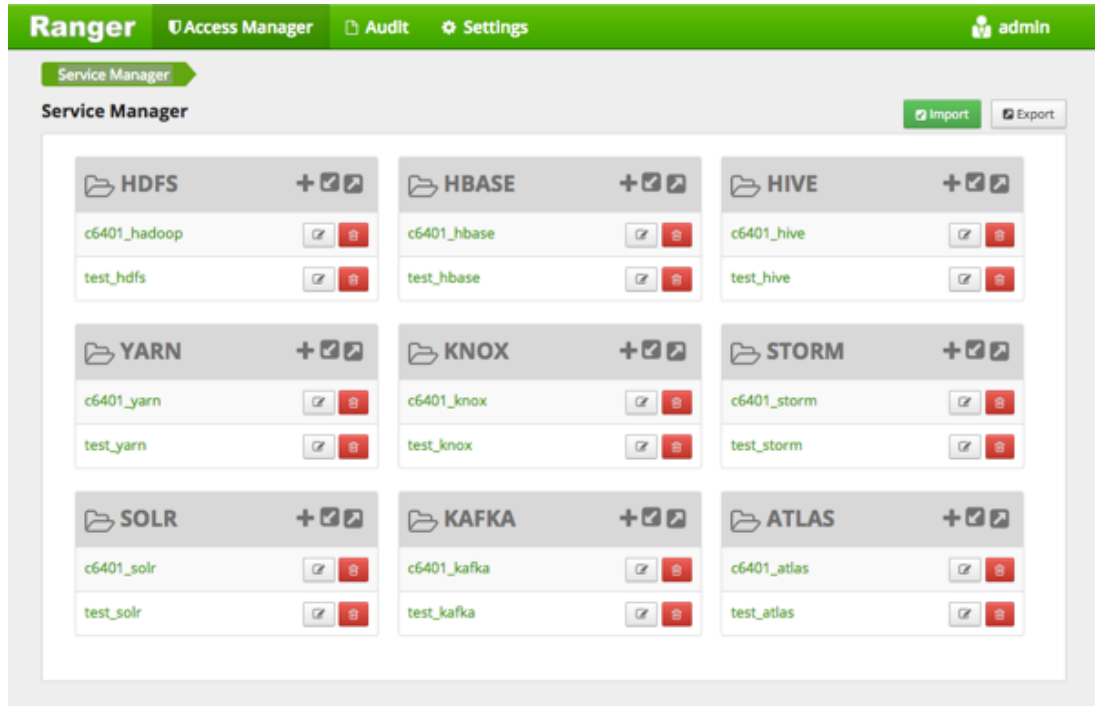 Ranger Access Manager Audit Settings admin
Service Manager
Service Manager Import Export
HDFS HBASE HIVE
c6401_hadoop c6401_hbase c6401_hive
test_hdfs test_hbase test_hive
YARN KNOX STORM
c6401_yarn c6401_knox c6401_storm
test_yarn test_knox test_storm
SOLR KAFKA ATLAS
c6401_solr c6401_kafka c6401_atlas
test_solr test_kafka test_atlas